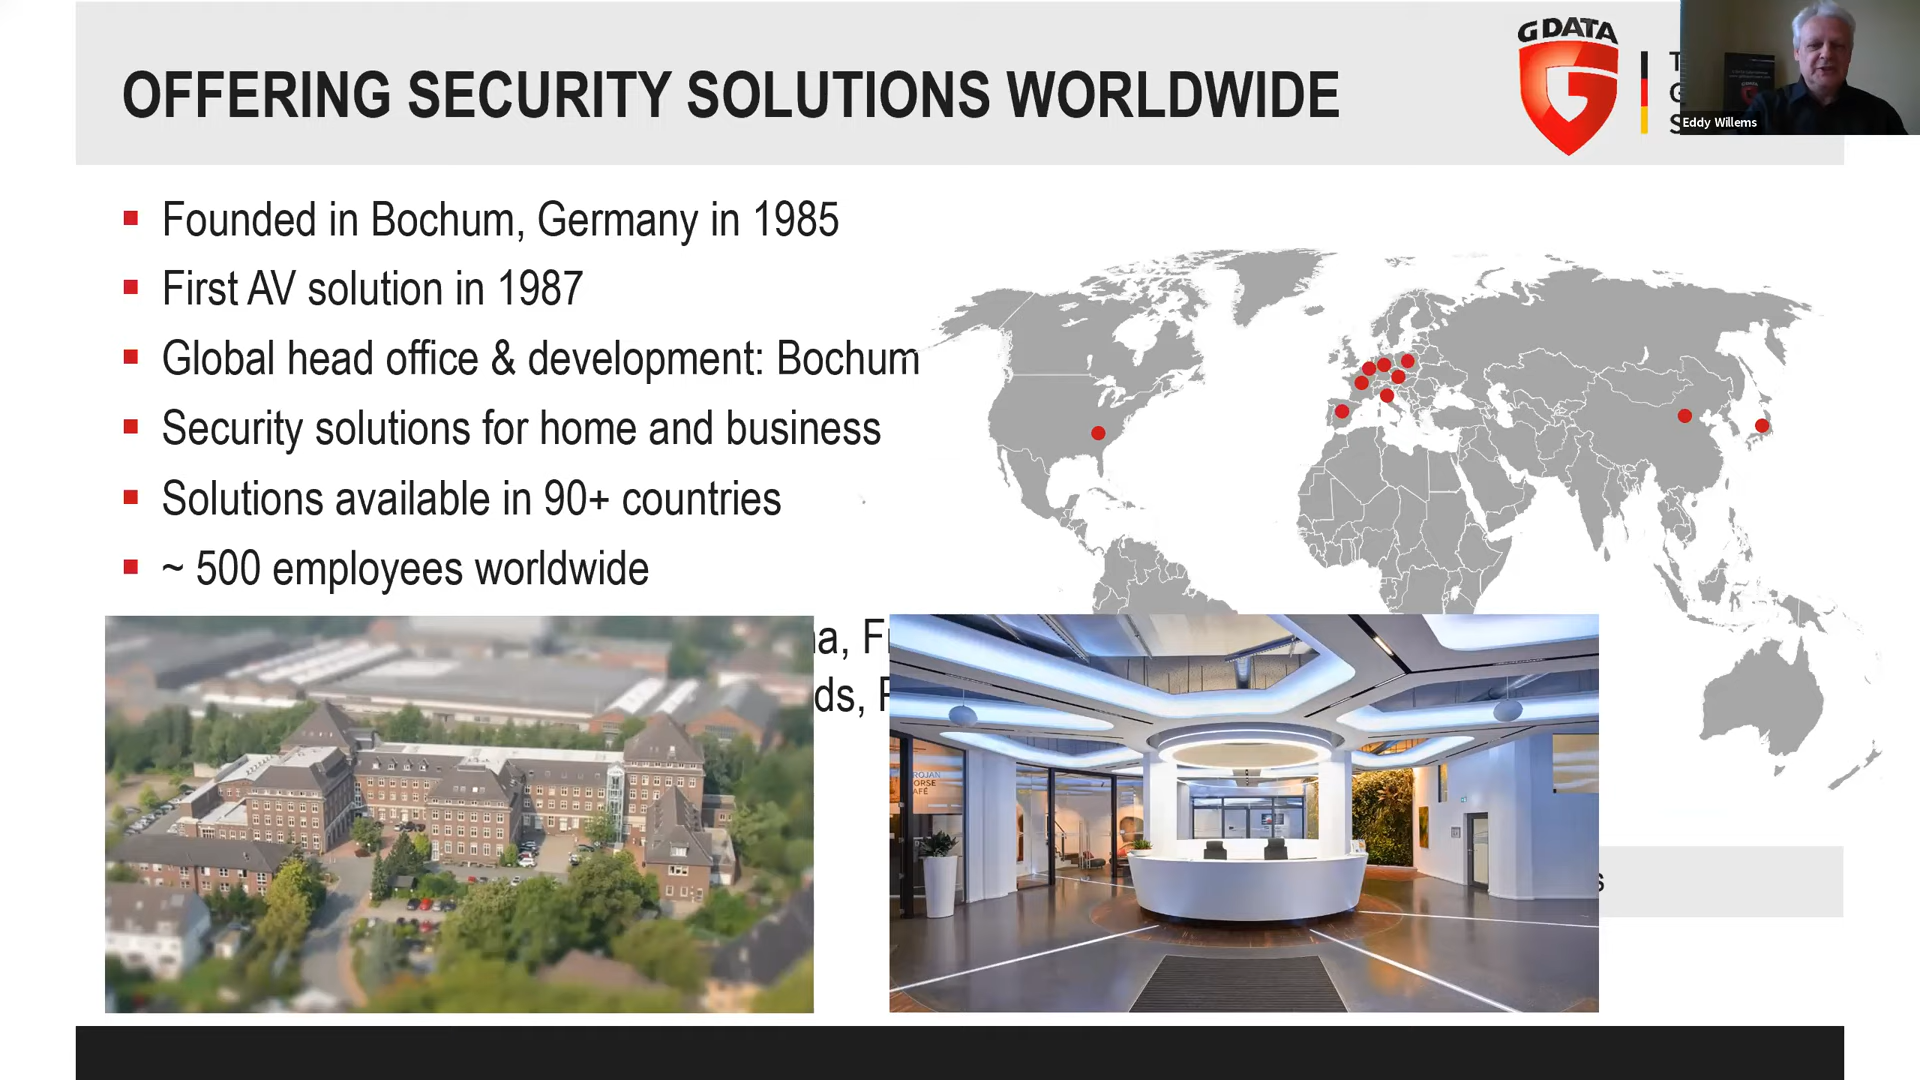 OFFERING SECURITY SOLUTIONS WORLDWIDE
G DATA
Eddy Willems
Founded in Bochum, Germany in 1985
First AV solution in 1987
Global head office & development: Bochum
Security solutions for home and business
Solutions available in 90+ countries
~ 500 employees worldwide